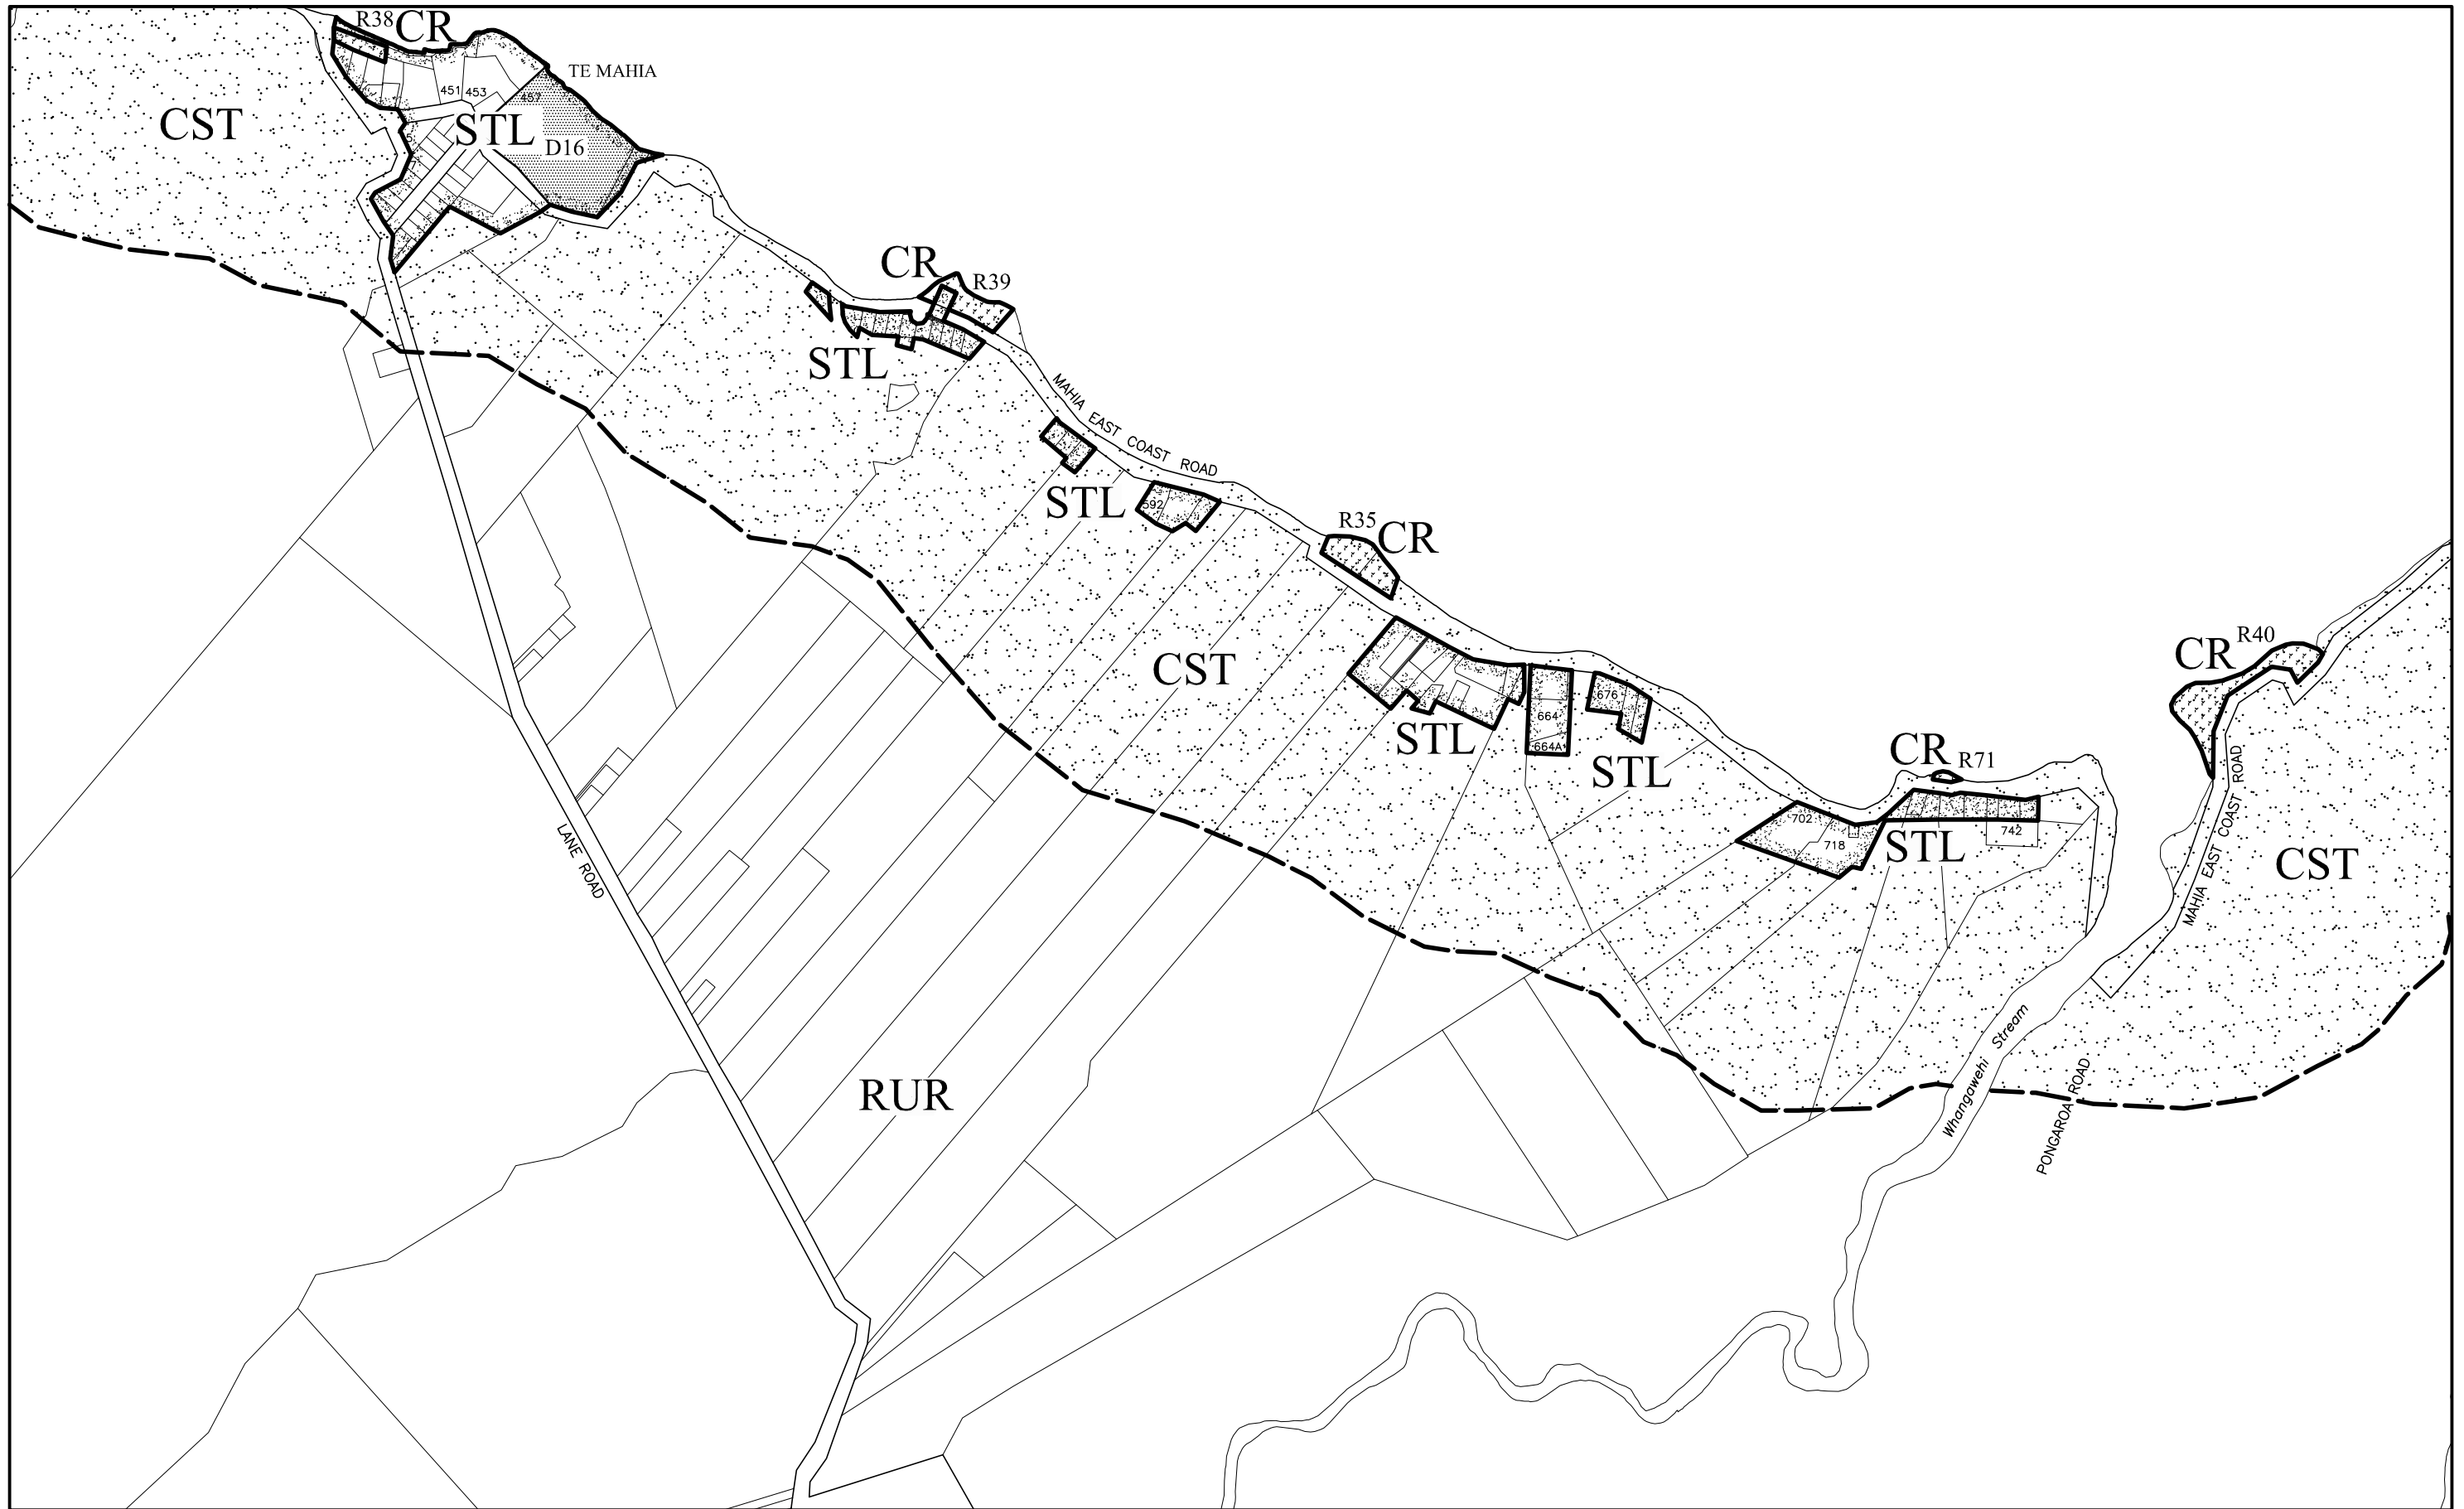 R38
CR
TE MAHIA
451
453
457
CST
STL
D16
CR
R39
STL
MAHIA EAST COAST ROAD
STL
592
R35
CR
CST
STL
664
664A
676
STL
CR
R40
CR
R71
702
718
742
STL
MAHIA EAST COAST ROAD
CST
LANE ROAD
RUR
Whangawehi Stream
PONGAROA ROAD